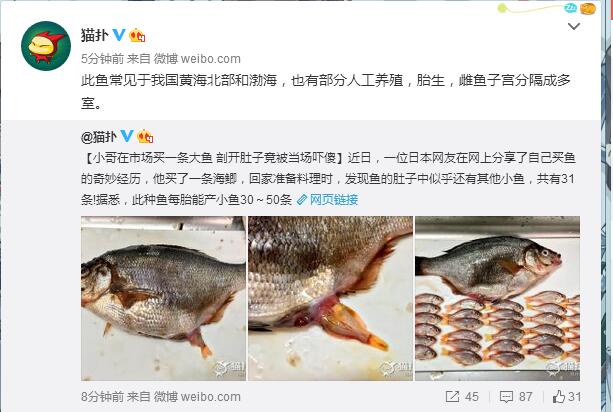 猫扑
5分钟前 来自 微博 weibo.com
此鱼常见于我国黄海北部和渤海，也有部分人工养殖，胎生，雌鱼子宫分隔成多
室。
@猫扑
【小哥在市场买一条大鱼 剖开肚子竟被当场吓傻】近日，一位日本网友在网上分享了自己买鱼
的奇妙经历，他买了一条海鲫，回家准备料理时，发现鱼的肚子中似乎还有其他小鱼，共有31
条!据悉，此种鱼每胎能产小鱼30～50条 网页链接
猫扑
猫扑
猫扑
8分钟前 来自 微博 weibo.com 45 87 31